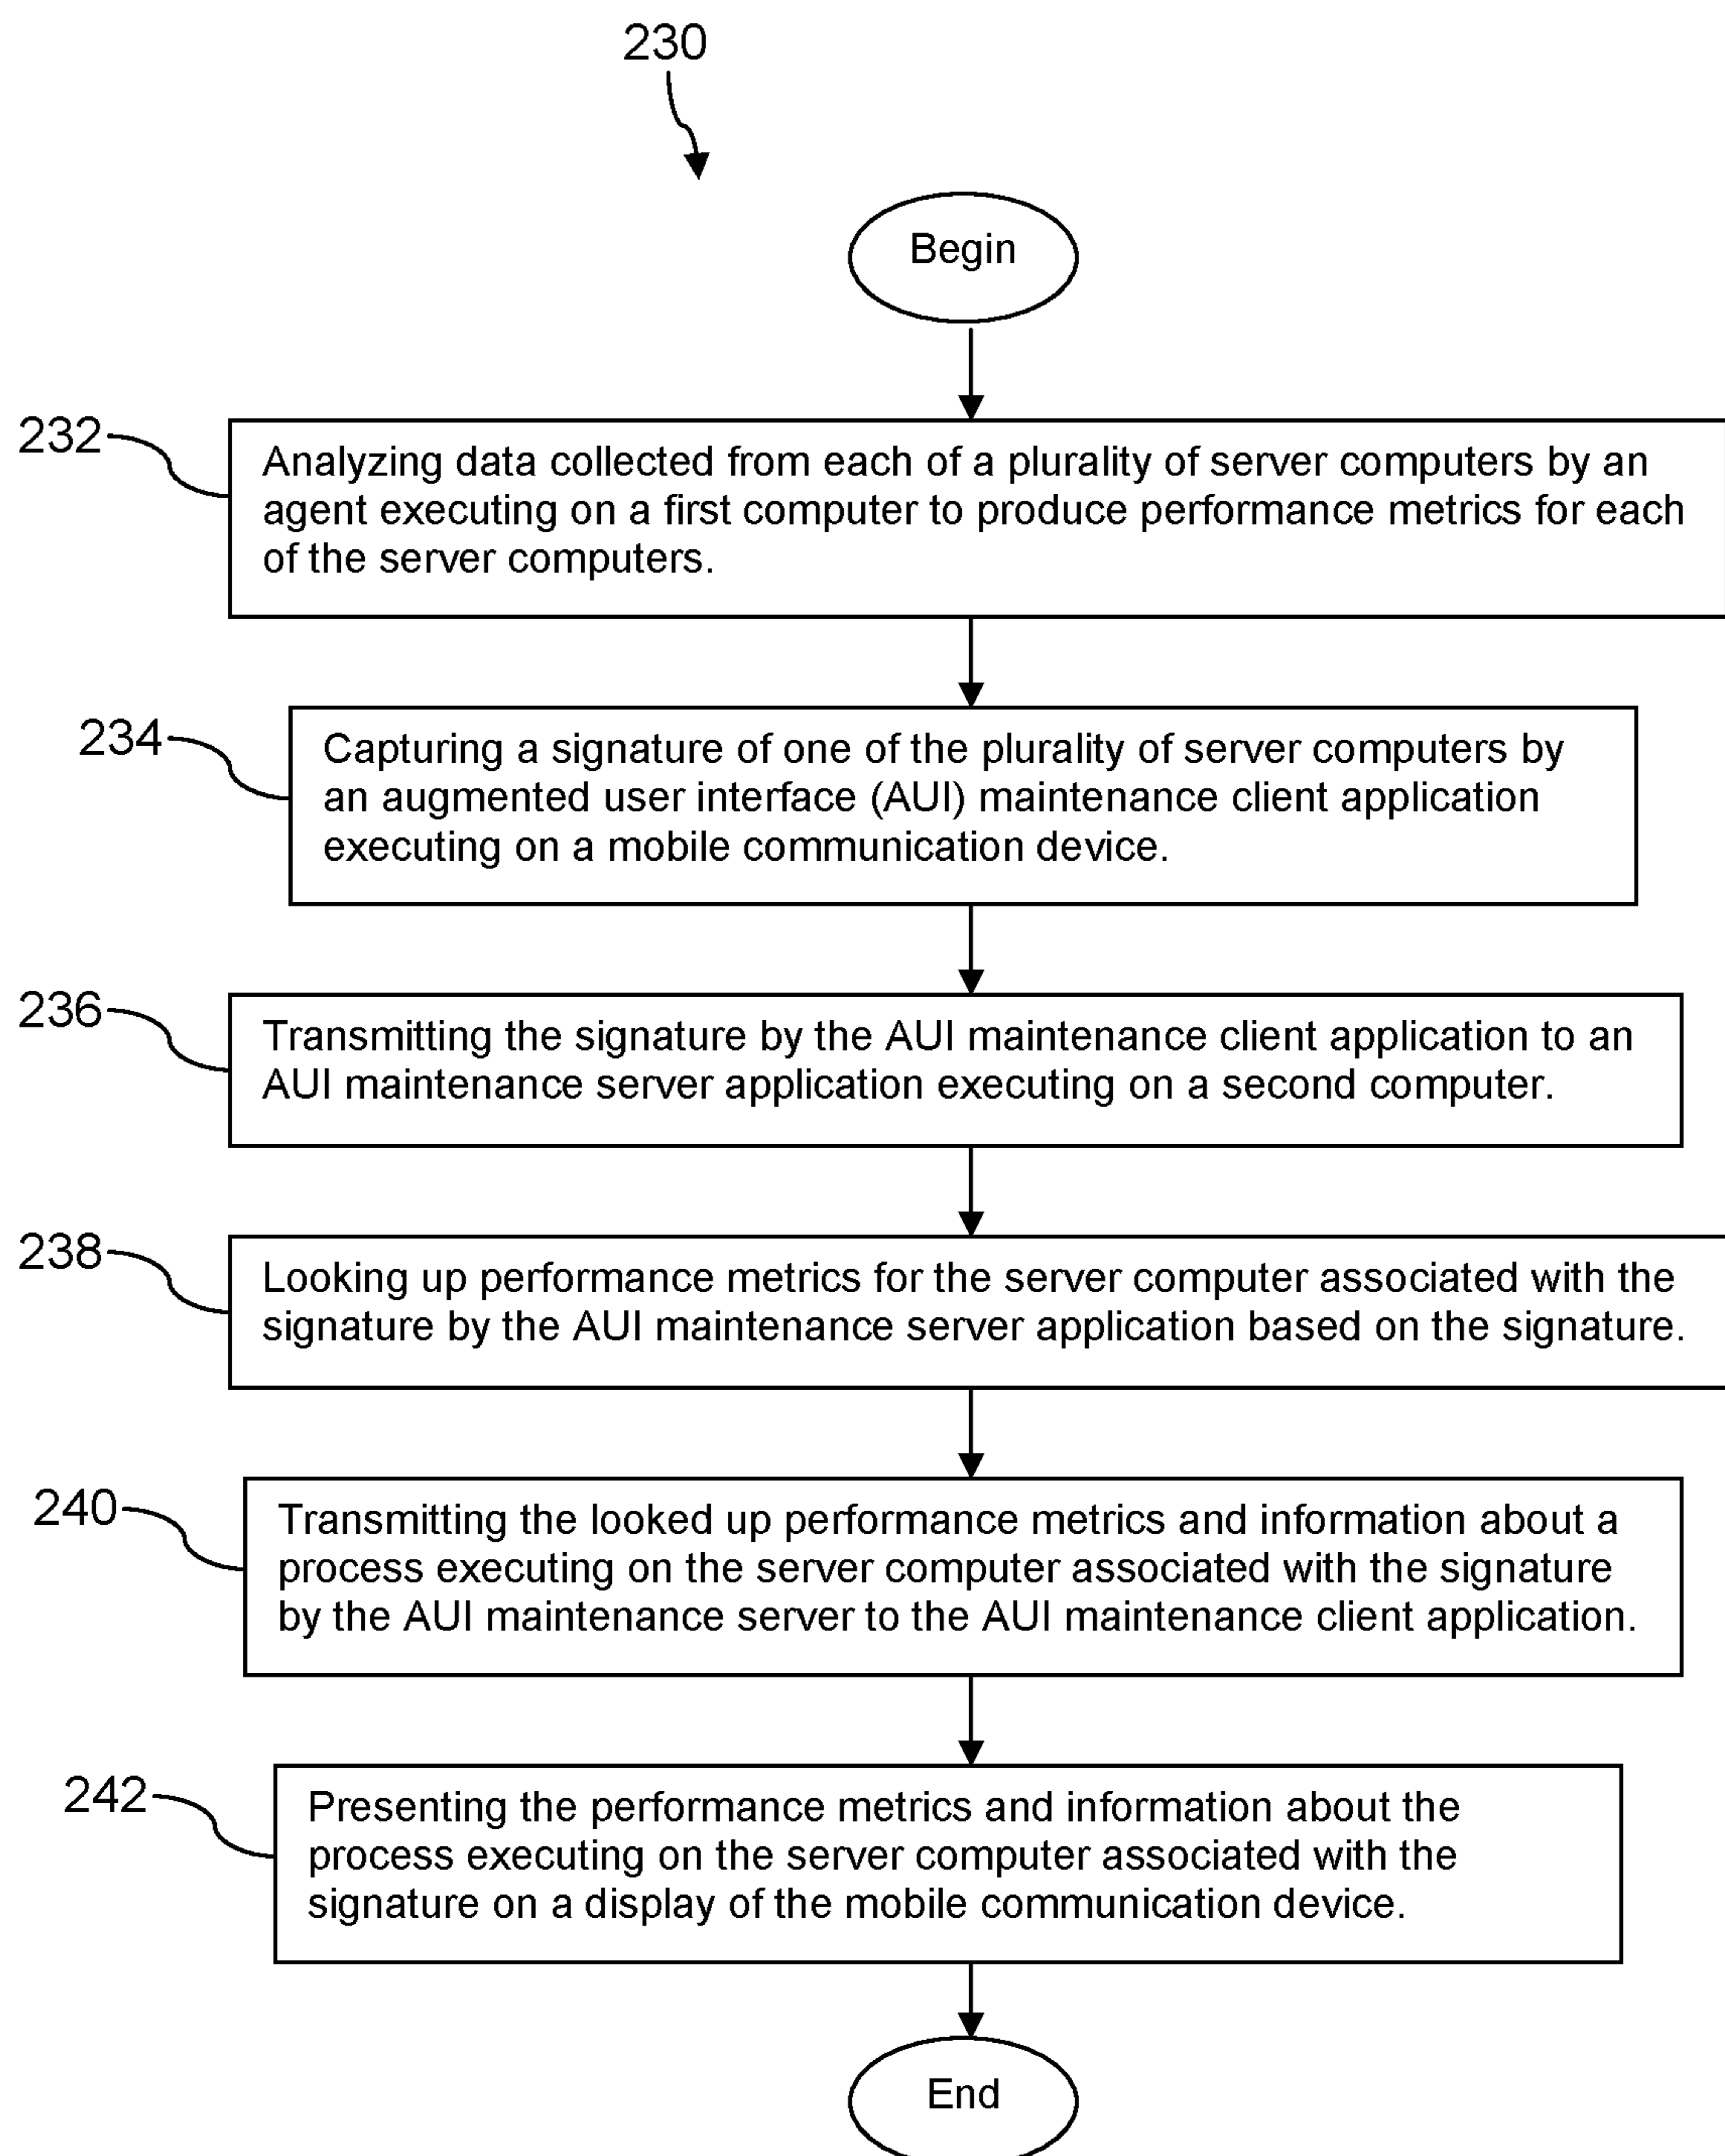 230
Begin
232
Analyzing data collected from each of a plurality of server computers by an
agent executing on a first computer to produce performance metrics for each
of the server computers.
234
Capturing a signature of one of the plurality of server computers by
an augmented user interface (AUI) maintenance client application
executing on a mobile communication device.
236
Transmitting the signature by the AUI maintenance client application to an
AUI maintenance server application executing on a second computer.
238
Looking up performance metrics for the server computer associated with the
signature by the AUI maintenance server application based on the signature.
240
Transmitting the looked up performance metrics and information about a
process executing on the server computer associated with the signature
by the AUI maintenance server to the AUI maintenance client application.
242
Presenting the performance metrics and information about the
process executing on the server computer associated with the
signature on a display of the mobile communication device.
End